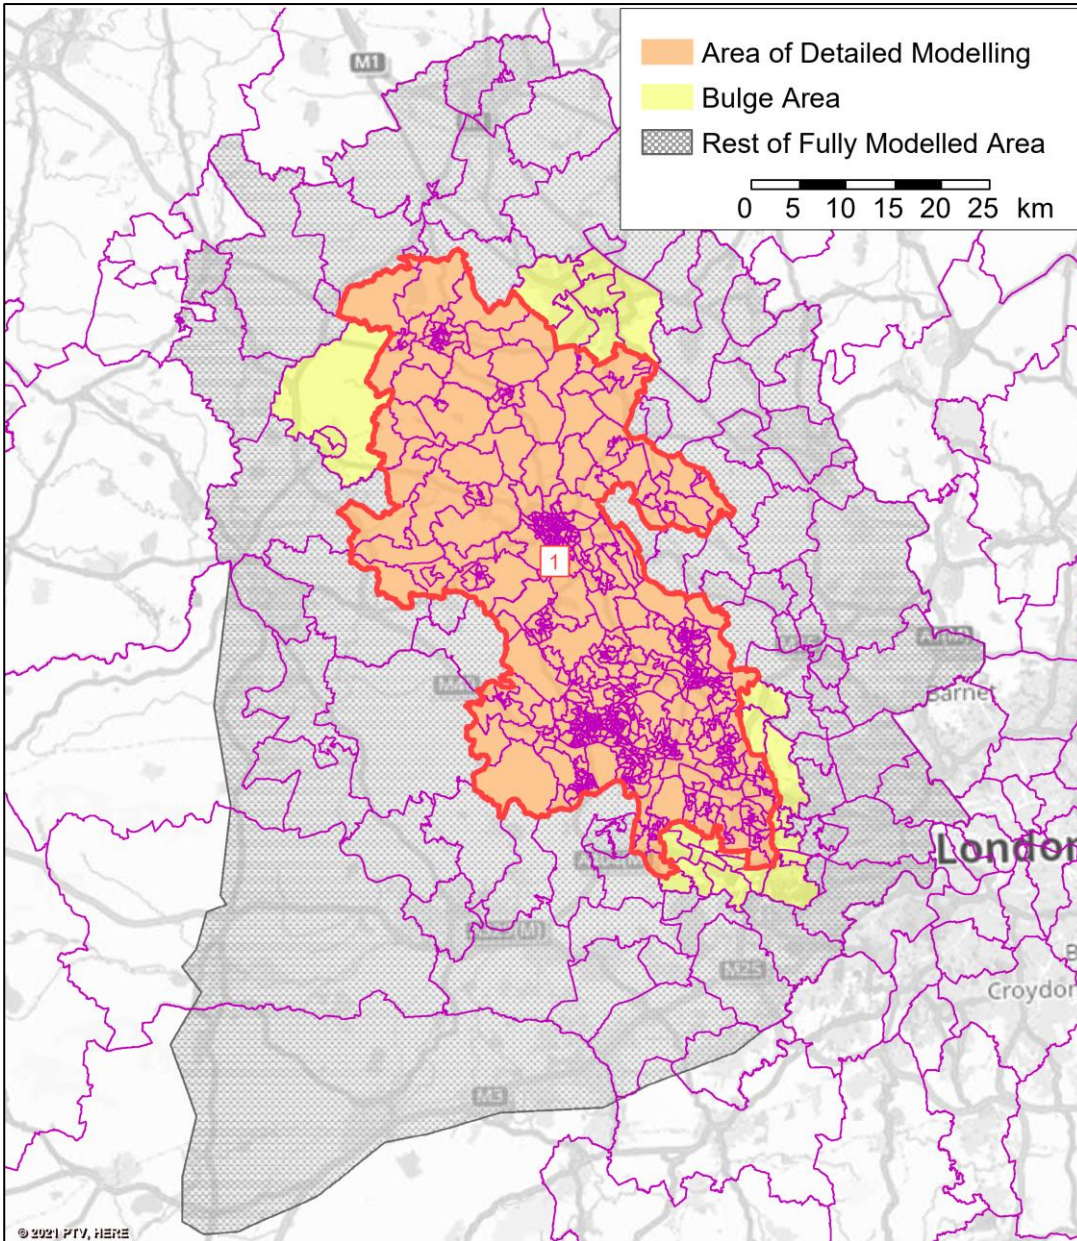 M1
Area of Detailed Modelling
Bulge Area
Rest of Fully Modelled Area
0 5 10 15 20 25 km
1
Barnet
London
M25
Croydon
M3
© 2021 PTV, HERE